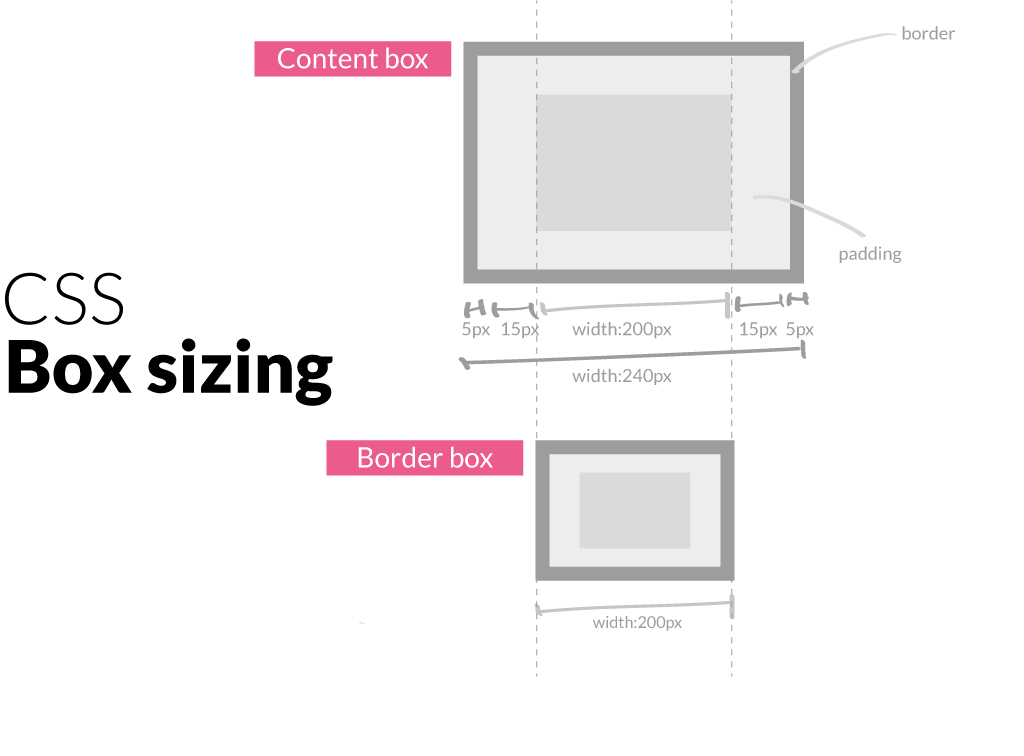 border
Content box
padding
5px 15px width:200px 15px 5px
width:240px
CSS
Box sizing
Border box
width:200px